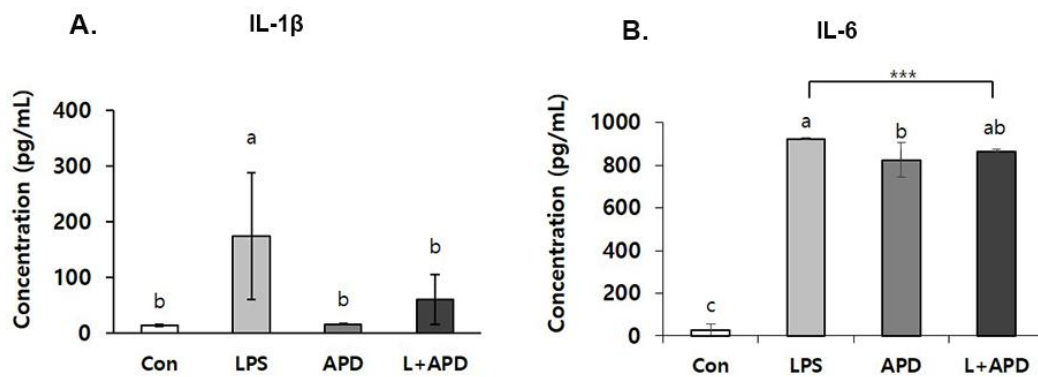 A.
IL-1β
Concentration (pg/mL)
400
300
200
100
0
b
a
b
b
Con LPS APD L+APD
B.
IL-6
Concentration (pg/mL)
1000
800
600
400
200
0
***
c
a
b
ab
Con LPS APD L+APD